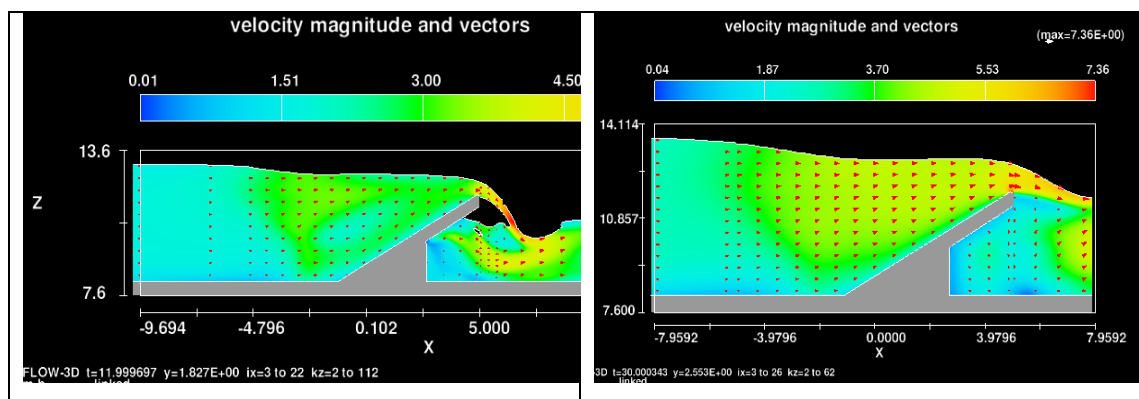 velocity magnitude and vectors
0.01 1.51 3.00 4.50
13.6
Z
7.6
-9.694 -4.796 0.102 5.000
X
FLOW-3D t=11.999697 y=1.827E+00 ix=3 to 22 kz=2 to 112
linked
velocity magnitude and vectors
(max=7.36E+00)
0.04 1.87 3.70 5.53 7.36
14.114
10.857
7.600
-7.9592 -3.9796 0.0000 3.9796 7.9592
X
-3D t=30.000343 y=2.553E+00 ix=3 to 26 kz=2 to 62
linked